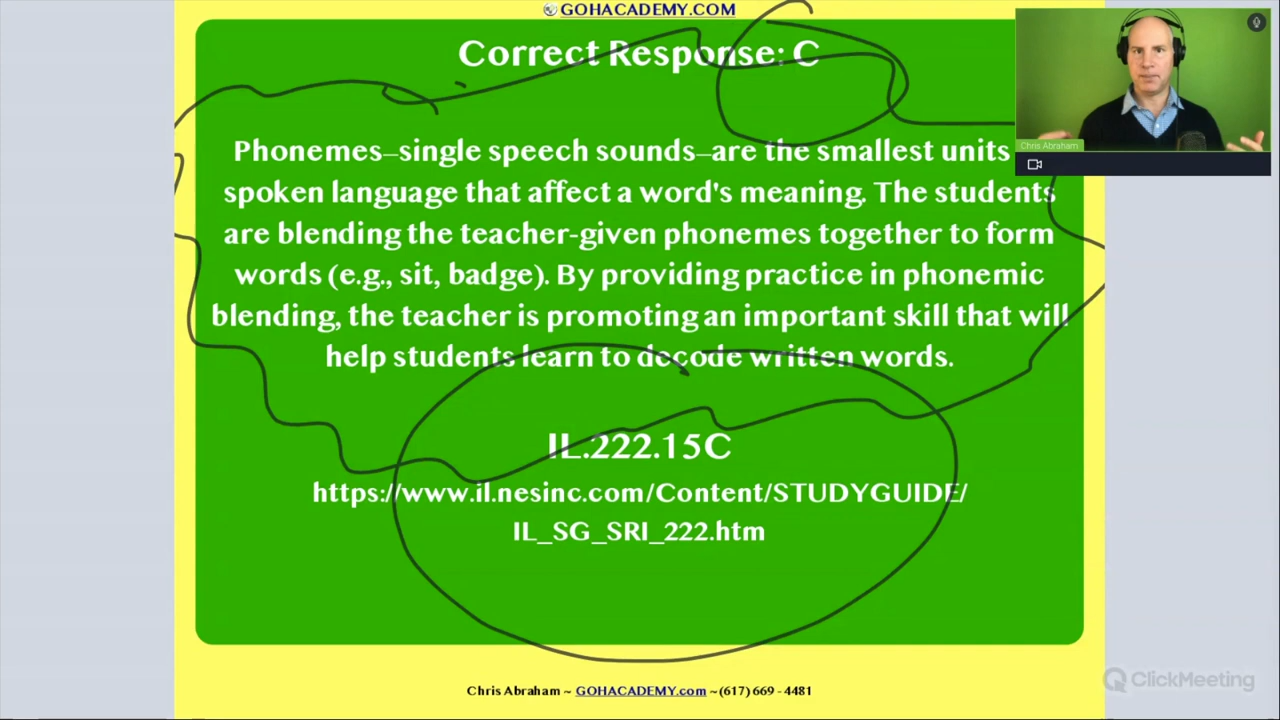 GOHACADEMY.COM
Correct Response: C
Chris Abraham
Phonemes–single speech sounds–are the smallest units
spoken language that affect a word's meaning. The students
are blending the teacher-given phonemes together to form
words (e.g., sit, badge). By providing practice in phonemic
blending, the teacher is promoting an important skill that will
help students learn to decode written words.
IL.222.15C
https://www.il.nesinc.com/Content/STUDYGUIDE/
IL_SG_SRI_222.htm
ClickMeeting
Chris Abraham ~ GOHACADEMY.com ~(617) 669 - 4481